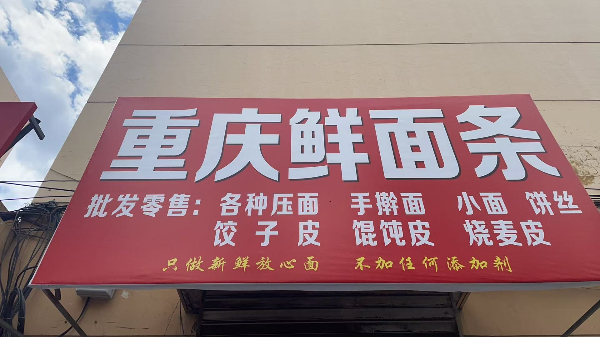 重庆鲜面条
批发零售：各种压面 手擀面 小面 饼丝
饺子皮 馄饨皮 烧麦皮
只做新鲜放心面 不加任何添加剂